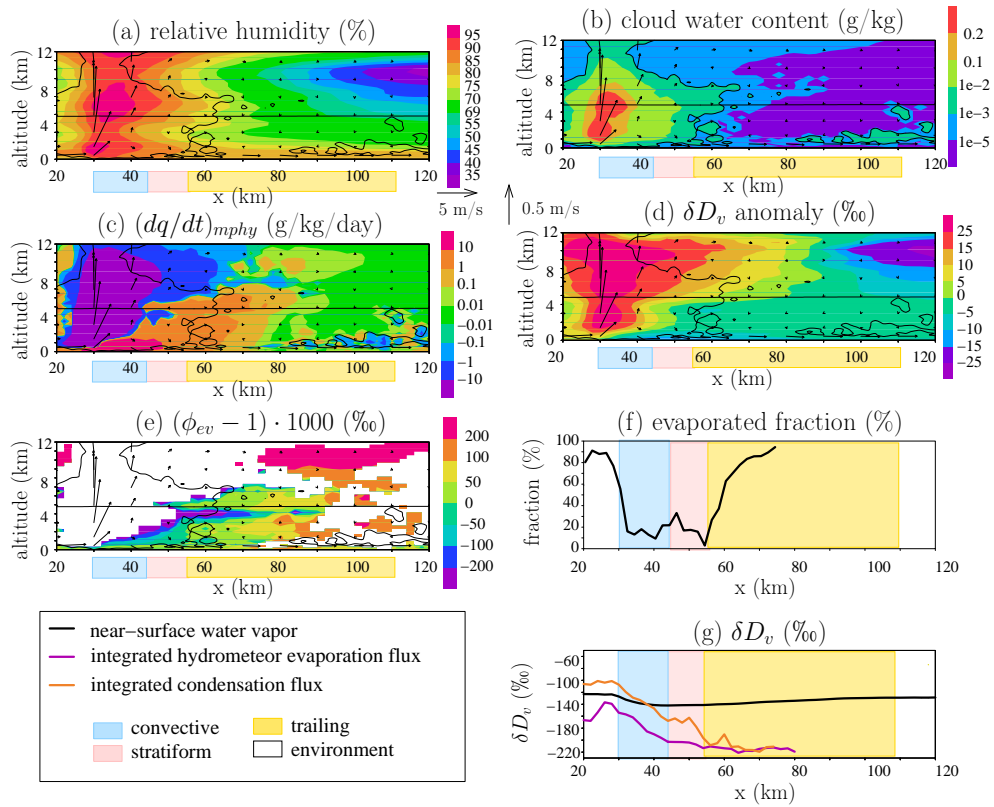 (a) relative humidity (%)
altitude (km)
12
8
4
0
20 40 60 80 100 120
x (km)
95
90
85
80
75
70
69
55
45
40
35
(b) cloud water content (g/kg)
altitude (km)
12
8
4
0
20 40 60 80 100 120
x (km)
0.2
0.1
1e−2
1e−3
1e−5
5 m/s
0.5 m/s
(c) (dq/dt)mphy (g/kg/day)
altitude (km)
12
8
4
0
20 40 60 80 100 120
x (km)
10
1
0.1
0.01
−0.01
−0.1
−1
−10
(d) δDv anomaly (‰)
altitude (km)
12
8
4
0
20 40 60 80 100 120
x (km)
25
15
10
5
0
−5
−15
−25
(e) (ϕev − 1) · 1000 (‰)
altitude (km)
12
8
4
0
20 40 60 80 100 120
x (km)
200
100
50
0
−50
−100
−200
(f) evaporated fraction (%)
fraction (%)
100
80
60
40
20
0
20 40 60 80 100 120
x (km)
near−surface water vapor
integrated hydrometeor evaporation flux
integrated condensation flux
convective
trailing
stratiform
environment
(g) δDv (‰)
δDv (‰)
−60
−100
−140
−180
−220
20 40 60 80 100 120
x (km)